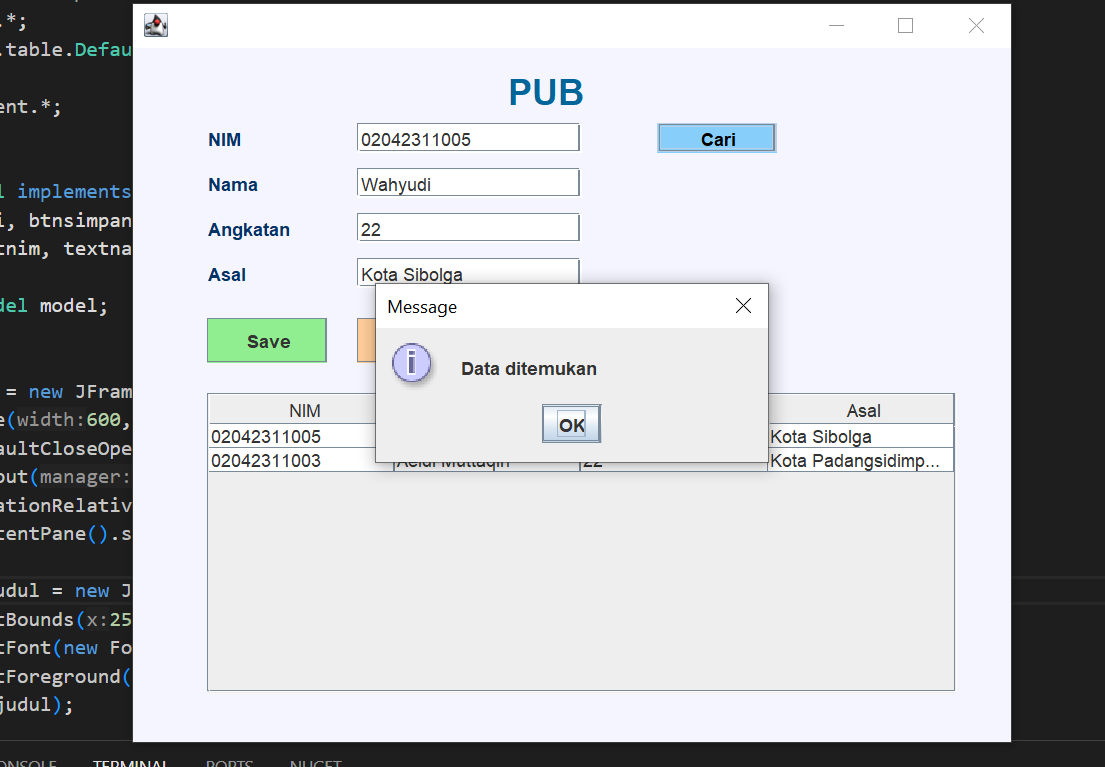 .*;
.table.Defau
ent.*;
l implements
i, btnsimpan
tnim, textna
del model;
= new JFram
e(width:600,
aultCloseOpe
out(manager:
ationRelativ
tentPane().s
udul = new J
tBounds(x:25
tFont(new Fo
tForeground(
judul);
ONSOLE TERMINAL PORTS NUGET
PUB
NIM 02042311005 Cari
Nama Wahyudi
Angkatan 22
Asal Kota Sibolga
Save
Message
Data ditemukan
OK
NIM Asal
02042311005 Kota Sibolga
02042311003 22 Kota Padangsidimp...